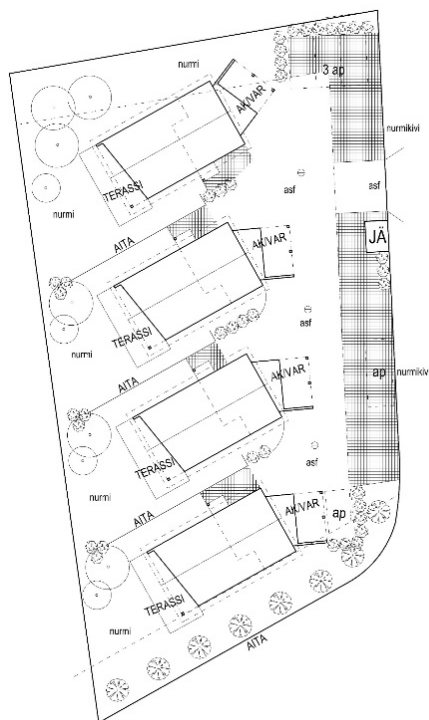 nurmi
3 ap
AK/VAR
nurmikivi
asf
asf
TERASSI
nurmi
JÄ
AITA
AK/VAR
asf
nurmi
TERASSI
ap
nurmikivi
AITA
AK/VAR
asf
TERASSI
nurmi
AITA
AK/VAR
ap
TERASSI
nurmi
AITA